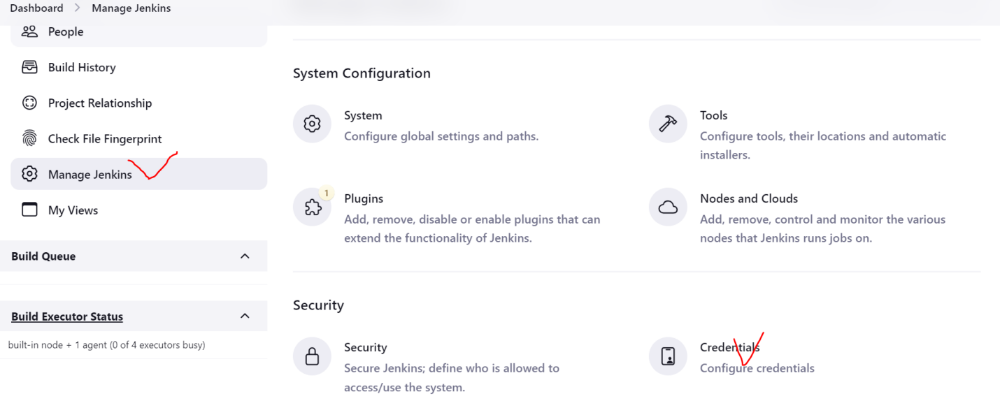 Dashboard > Manage Jenkins
People
Build History
Project Relationship
Check File Fingerprint
Manage Jenkins
My Views
Build Queue
Build Executor Status
built-in node + 1 agent (0 of 4 executors busy)
System Configuration
System
Configure global settings and paths.
Tools
Configure tools, their locations and automatic
installers.
1
Plugins
Add, remove, disable or enable plugins that can
extend the functionality of Jenkins.
Nodes and Clouds
Add, remove, control and monitor the various
nodes that Jenkins runs jobs on.
Security
Security
Secure Jenkins; define who is allowed to
access/use the system.
Credentials
Configure credentials